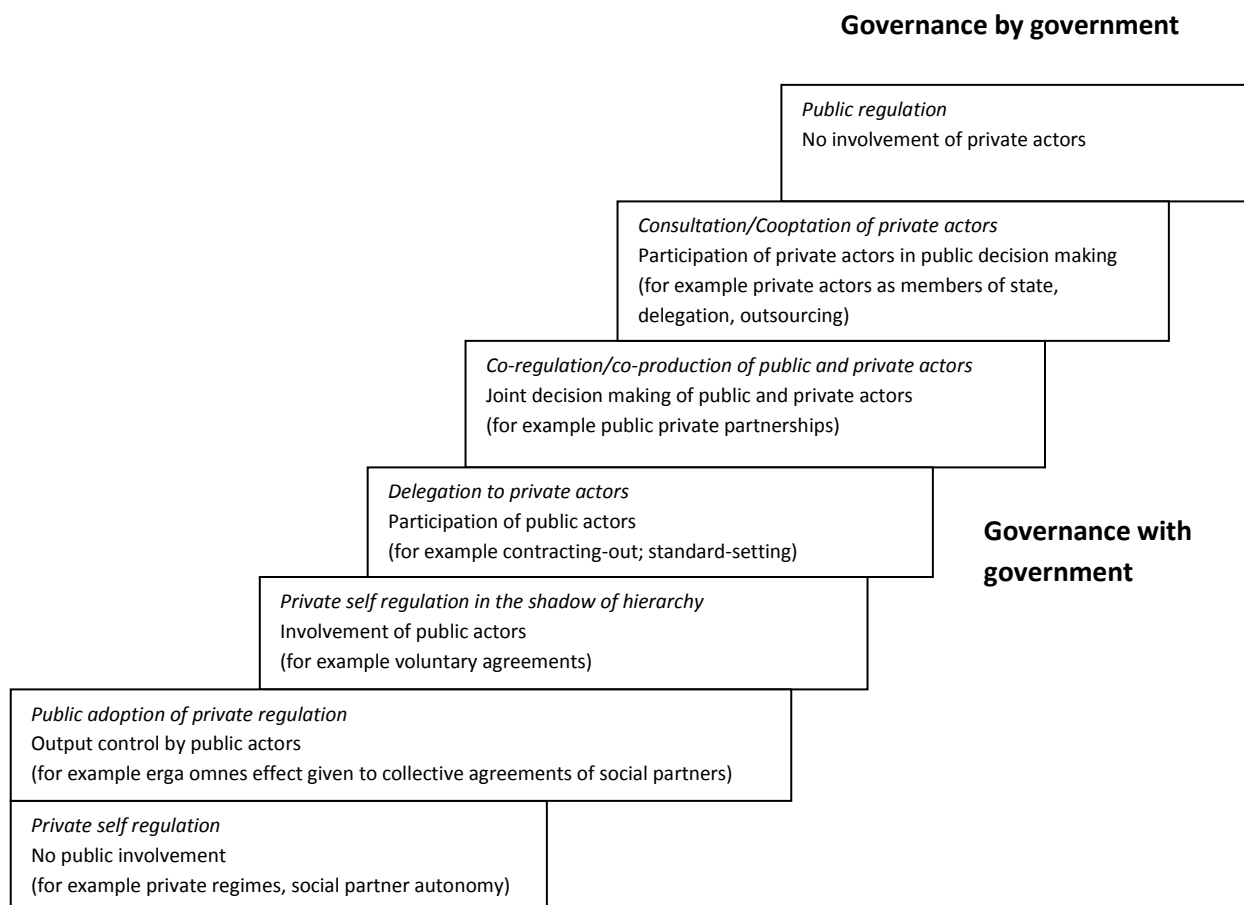 Governance by government
Public regulation
No involvement of private actors
Consultation/Cooptation of private actors
Participation of private actors in public decision making
(for example private actors as members of state,
delegation, outsourcing)
Co-regulation/co-production of public and private actors
Joint decision making of public and private actors
(for example public private partnerships)
Delegation to private actors
Participation of public actors
(for example contracting-out; standard-setting)
Governance with
government
Private self regulation in the shadow of hierarchy
Involvement of public actors
(for example voluntary agreements)
Public adoption of private regulation
Output control by public actors
(for example erga omnes effect given to collective agreements of social partners)
Private self regulation
No public involvement
(for example private regimes, social partner autonomy)